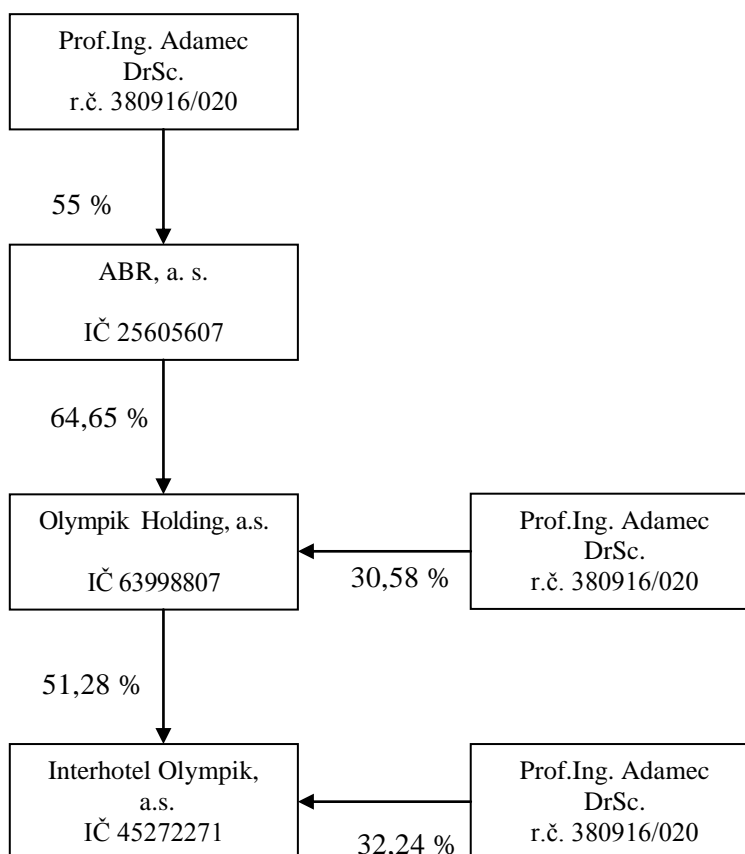 Prof.Ing. Adamec
DrSc.
r.č. 380916/020
55 %
ABR, a. s.
IČ 25605607
64,65 %
Olympik Holding, a.s.
IČ 63998807
30,58 %
Prof.Ing. Adamec
DrSc.
r.č. 380916/020
51,28 %
Interhotel Olympik,
a.s.
IČ 45272271
32,24 %
Prof.Ing. Adamec
DrSc.
r.č. 380916/020